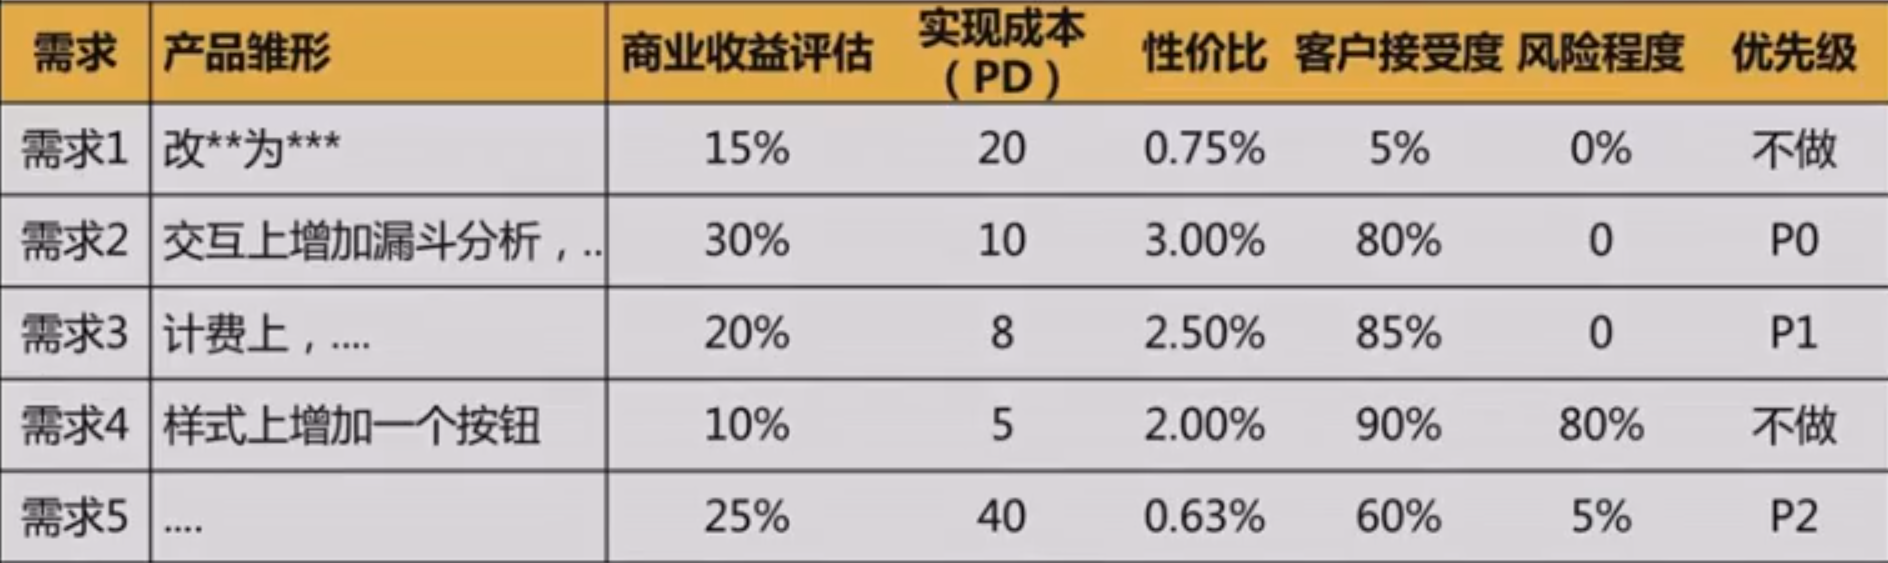 需求 产品雏形 商业收益评估 实现成本（PD） 性价比 客户接受度 风险程度 优先级
需求1 改**为*** 15% 20 0.75% 5% 0% 不做
需求2 交互上增加漏斗分析，.. 30% 10 3.00% 80% 0 P0
需求3 计费上，.... 20% 8 2.50% 85% 0 P1
需求4 样式上增加一个按钮 10% 5 2.00% 90% 80% 不做
需求5 .... 25% 40 0.63% 60% 5% P2